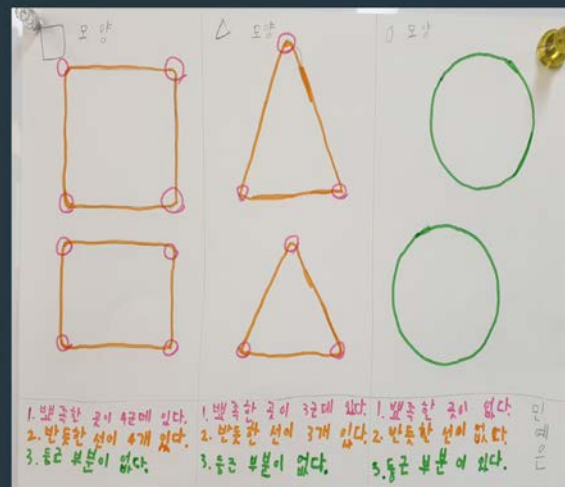 □ 모양
△ 모양
○ 모양
1. 뾰족한 곳이 4군데 있다.
2. 반듯한 선이 4개 있다.
3. 둥근 부분이 없다.
1. 뾰족한 곳이 3군데 있다.
2. 반듯한 선이 3개 있다.
3. 둥근 부분이 없다.
1. 뾰족한 곳이 없다.
2. 반듯한 선이 없다.
3. 둥근 부분이 있다.
민예은